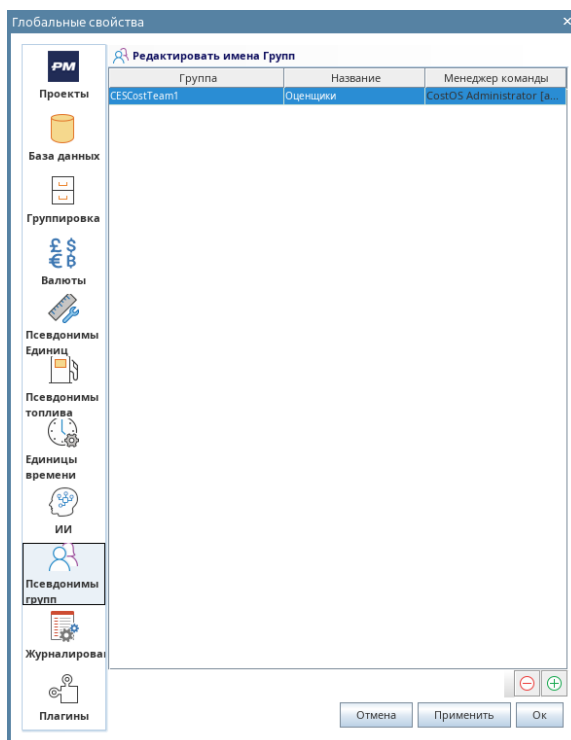 Глобальные свойства
PM
Проекты
База данных
Группировка
£ $
€ ₿
Валюты
Псевдонимы
Единиц
Псевдонимы
топлива
Единицы
времени
ИИ
Псевдонимы
групп
Журналирова
Плагины
Редактировать имена Групп
Группа Название Менеджер команды
CESCostTeam1 Оценщики CostOS Administrator [a...
Отмена Применить Ок